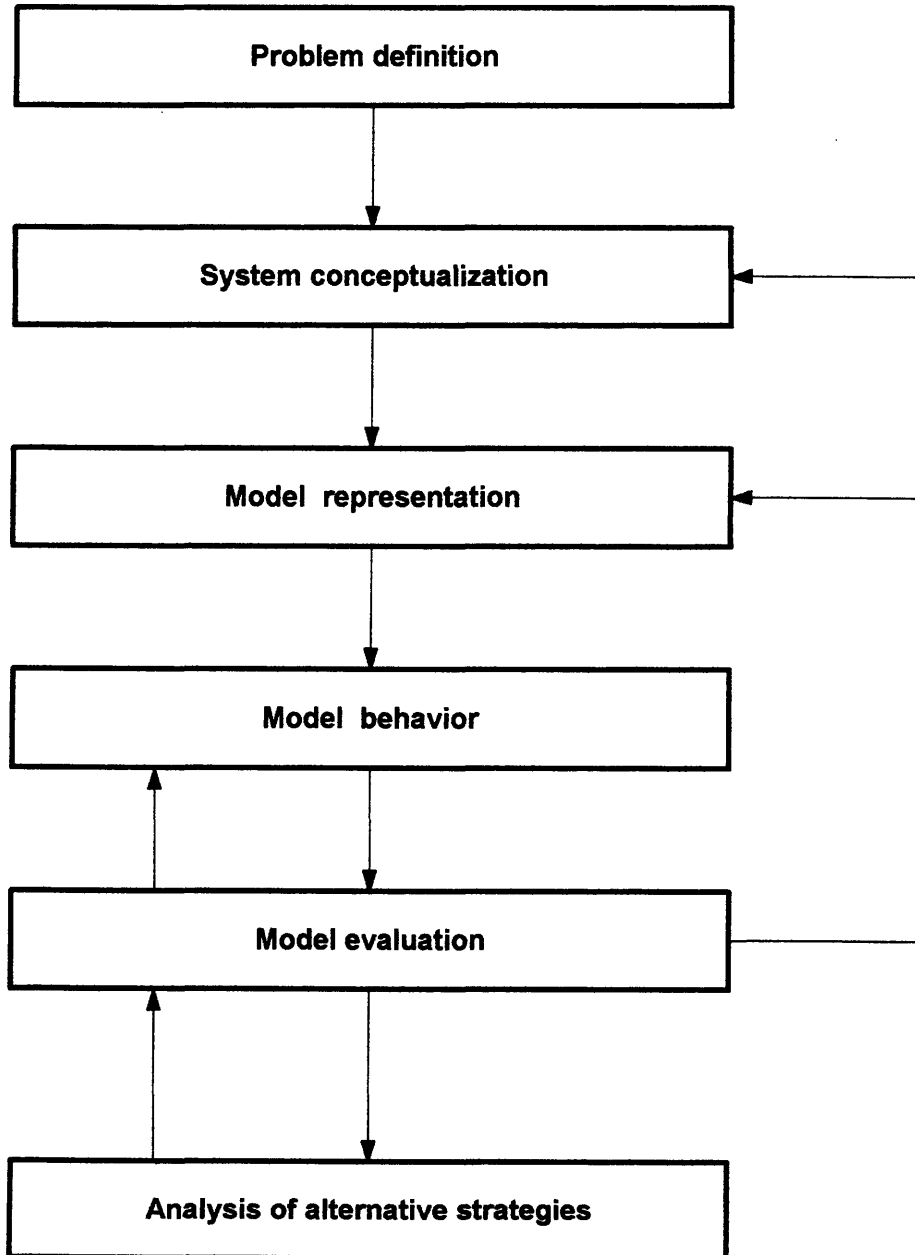 Problem definition
System conceptualization
Model representation
Model behavior
Model evaluation
Analysis of alternative strategies